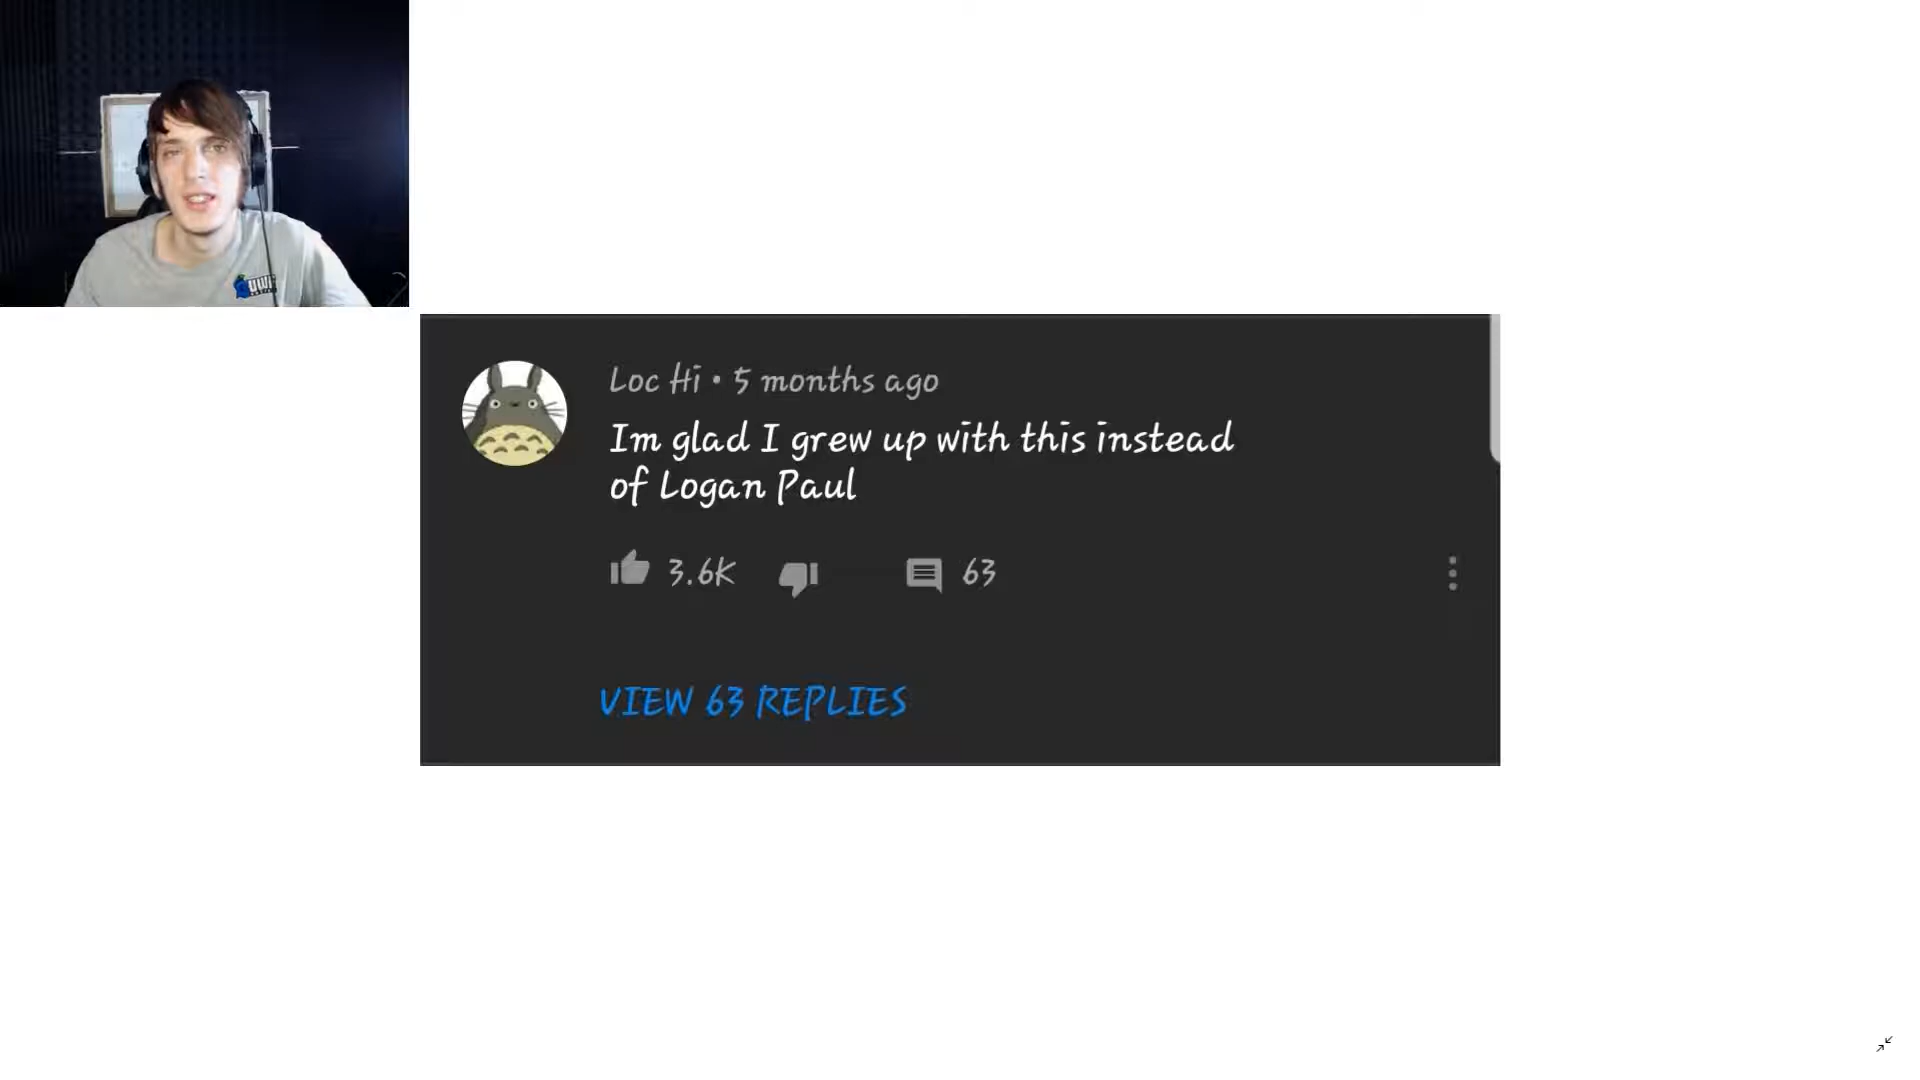 Loc Hi • 5 months ago
Im glad I grew up with this instead
of Logan Paul
3.6K
63
VIEW 63 REPLIES